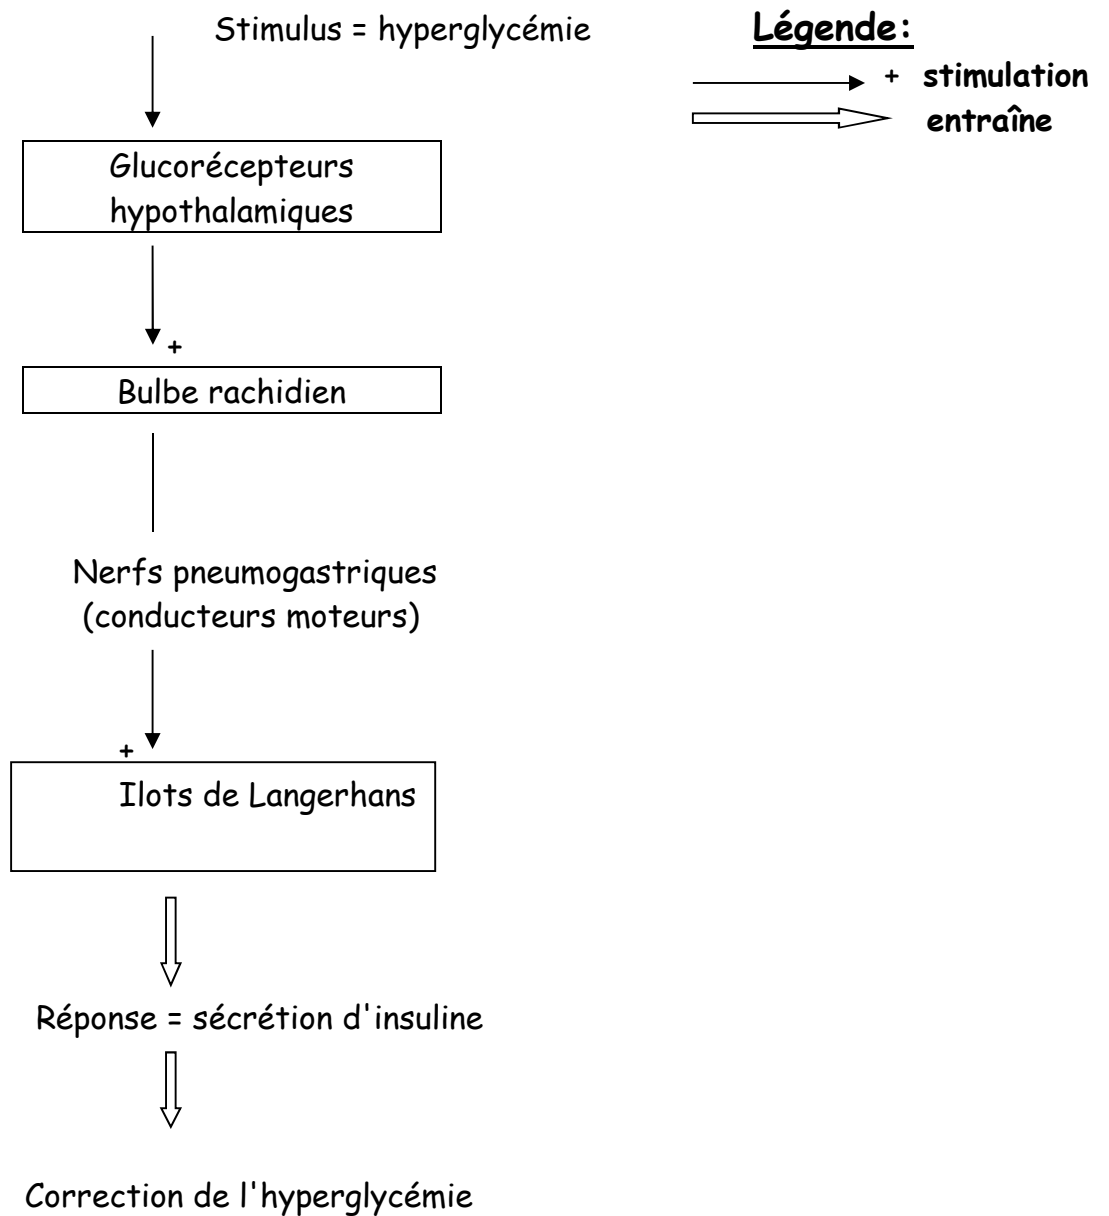 Stimulus = hyperglycémie
Légende:
+ stimulation
entraîne
Glucorécepteurs
hypothalamiques
+
Bulbe rachidien
Nerfs pneumogastriques
(conducteurs moteurs)
+
Ilots de Langerhans
Réponse = sécrétion d'insuline
Correction de l'hyperglycémie